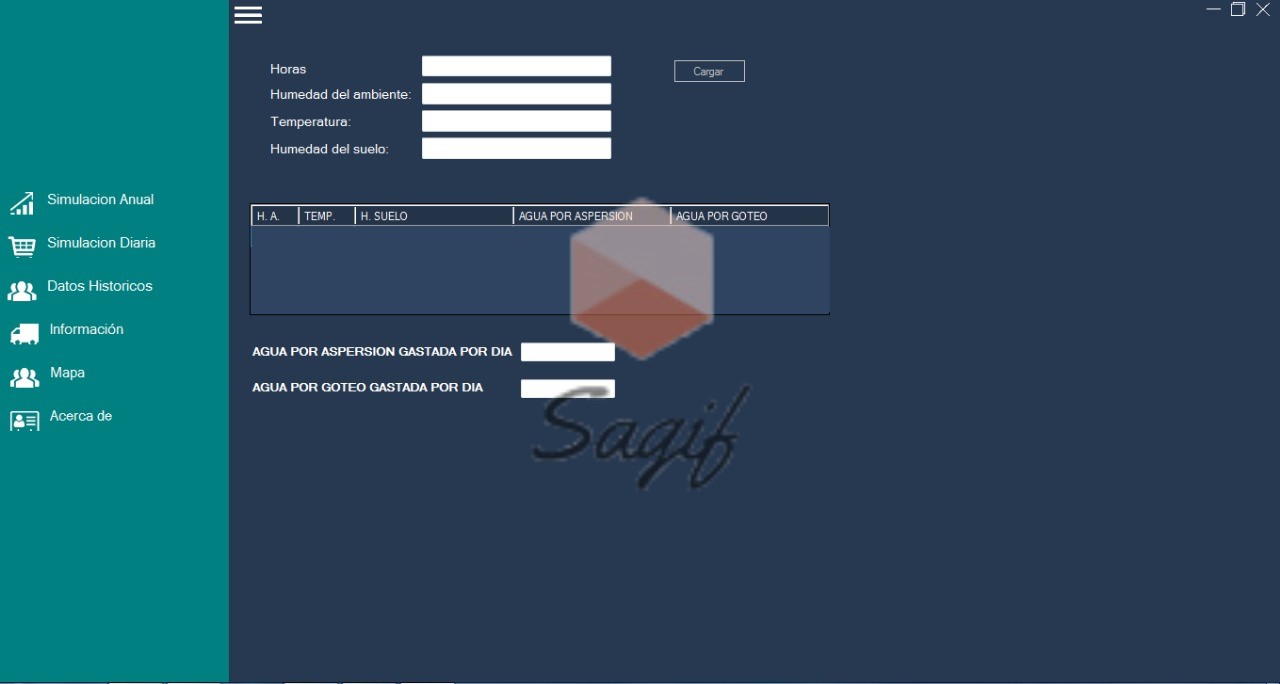 Horas
Cargar
Humedad del ambiente:
Temperatura:
Humedad del suelo:
Simulacion Anual
Simulacion Diaria
Datos Historicos
Información
Mapa
Acerca de
H. A. TEMP. H. SUELO AGUA POR ASPERSION AGUA POR GOTEO
AGUA POR ASPERSION GASTADA POR DIA
AGUA POR GOTEO GASTADA POR DIA
Sagif